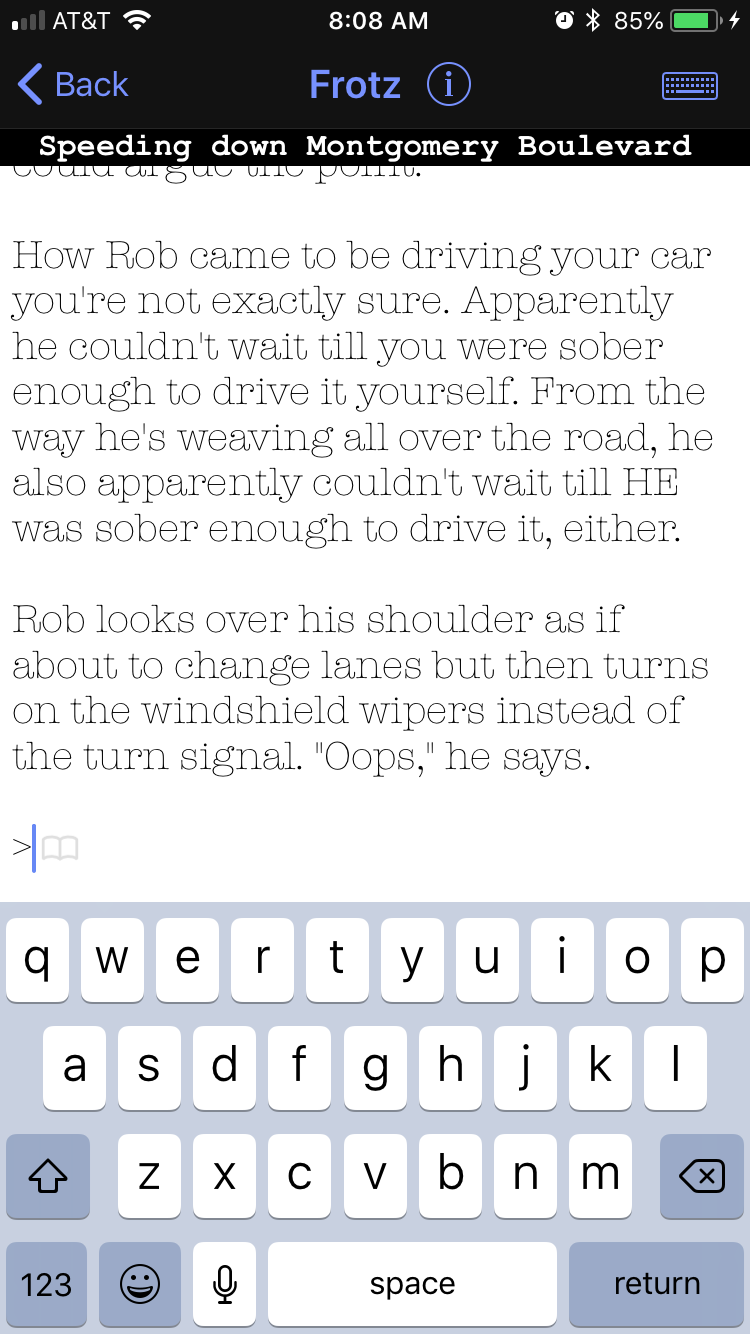 AT&T 8:08 AM 85%
Back Frotz i
Speeding down Montgomery Boulevard
could argue the point.
How Rob came to be driving your car
you're not exactly sure. Apparently
he couldn't wait till you were sober
enough to drive it yourself. From the
way he's weaving all over the road, he
also apparently couldn't wait till HE
was sober enough to drive it, either.
Rob looks over his shoulder as if
about to change lanes but then turns
on the windshield wipers instead of
the turn signal. "Oops," he says.
>
q w e r t y u i o p
a s d f g h j k l
z x c v b n m
123 space return